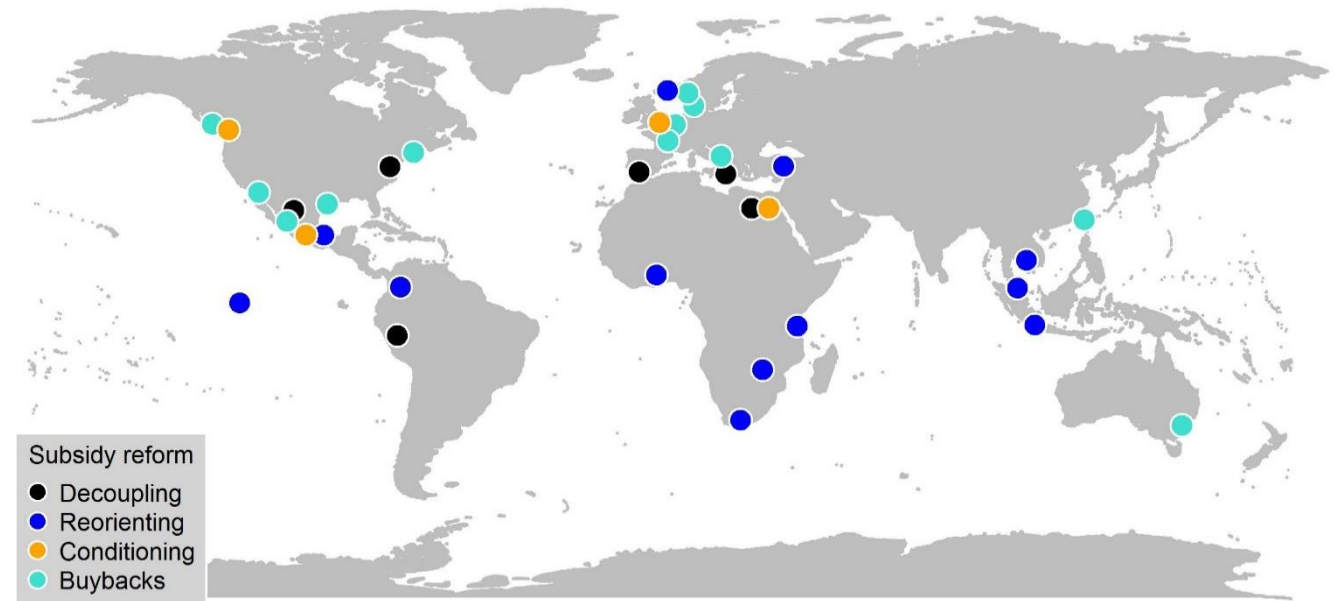 Subsidy reform
Decoupling
Reorienting
Conditioning
Buybacks